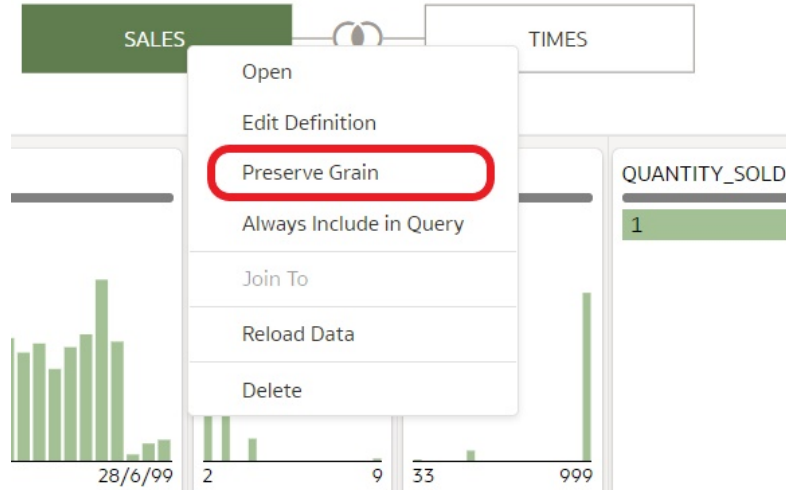 SALES
TIMES
Open
Edit Definition
Preserve Grain
Always Include in Query
Join To
Reload Data
Delete
QUANTITY_SOLD
1
28/6/99
2
9
33
999